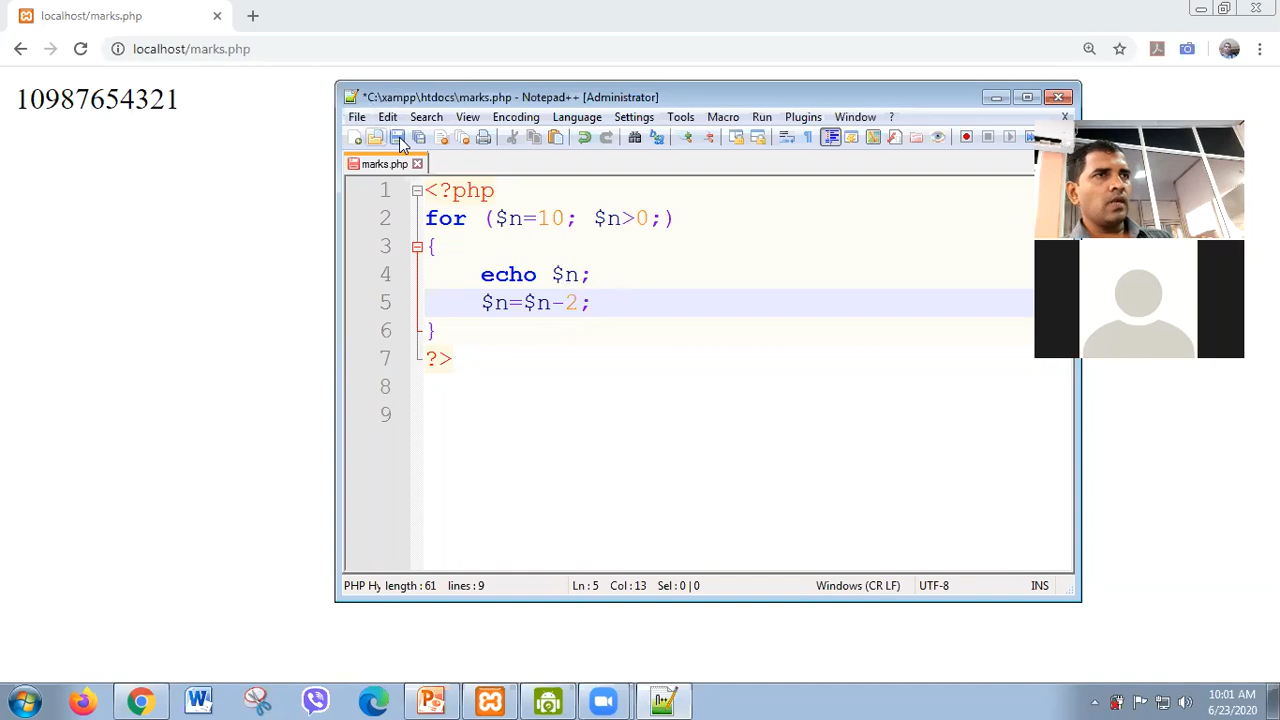 localhost/marks.php
localhost/marks.php
10987654321
*C:\xampp\htdocs\marks.php - Notepad++ [Administrator]
File Edit Search View Encoding Language Settings Tools Macro Run Plugins Window ? X
marks.php
1 <?php
2 for ($n=10; $n>0;)
3 {
4 echo $n;
5 $n=$n-2;
6 }
7 ?>
8
9
PHP Hy length : 61 lines : 9 Ln : 5 Col : 13 Sel : 0 | 0 Windows (CR LF) UTF-8 INS
10:01 AM
6/23/2020